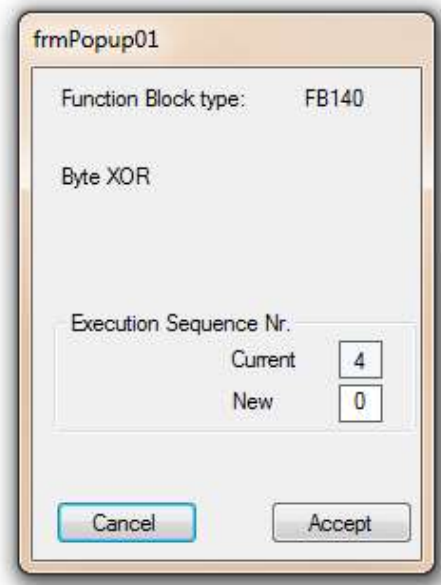 frmPopup01
Function Block type: FB140
Byte XOR
Execution Sequence Nr.
Current 4
New 0
Cancel Accept